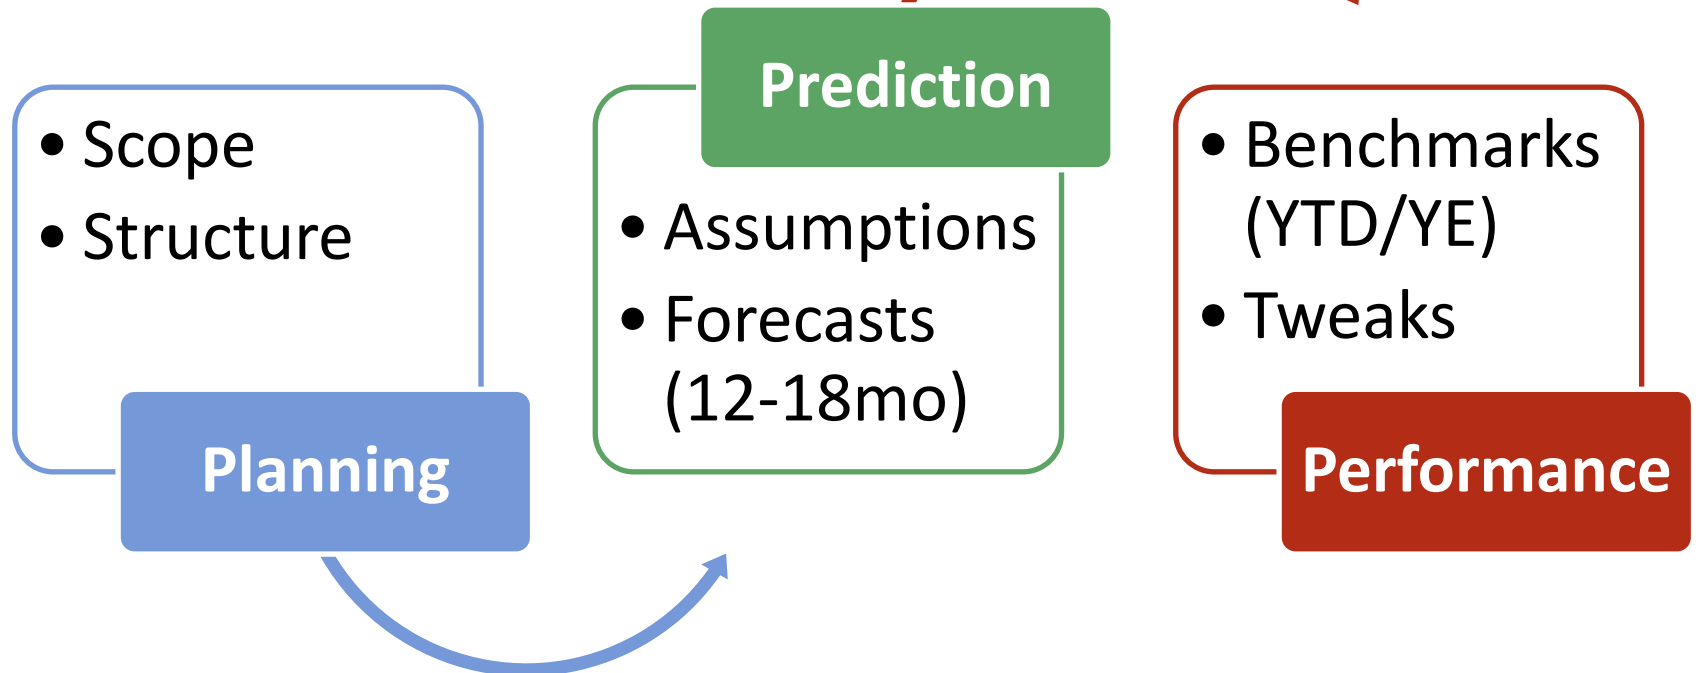 • Scope
• Structure
Planning
Prediction
• Assumptions
• Forecasts
(12-18mo)
• Benchmarks
(YTD/YE)
• Tweaks
Performance